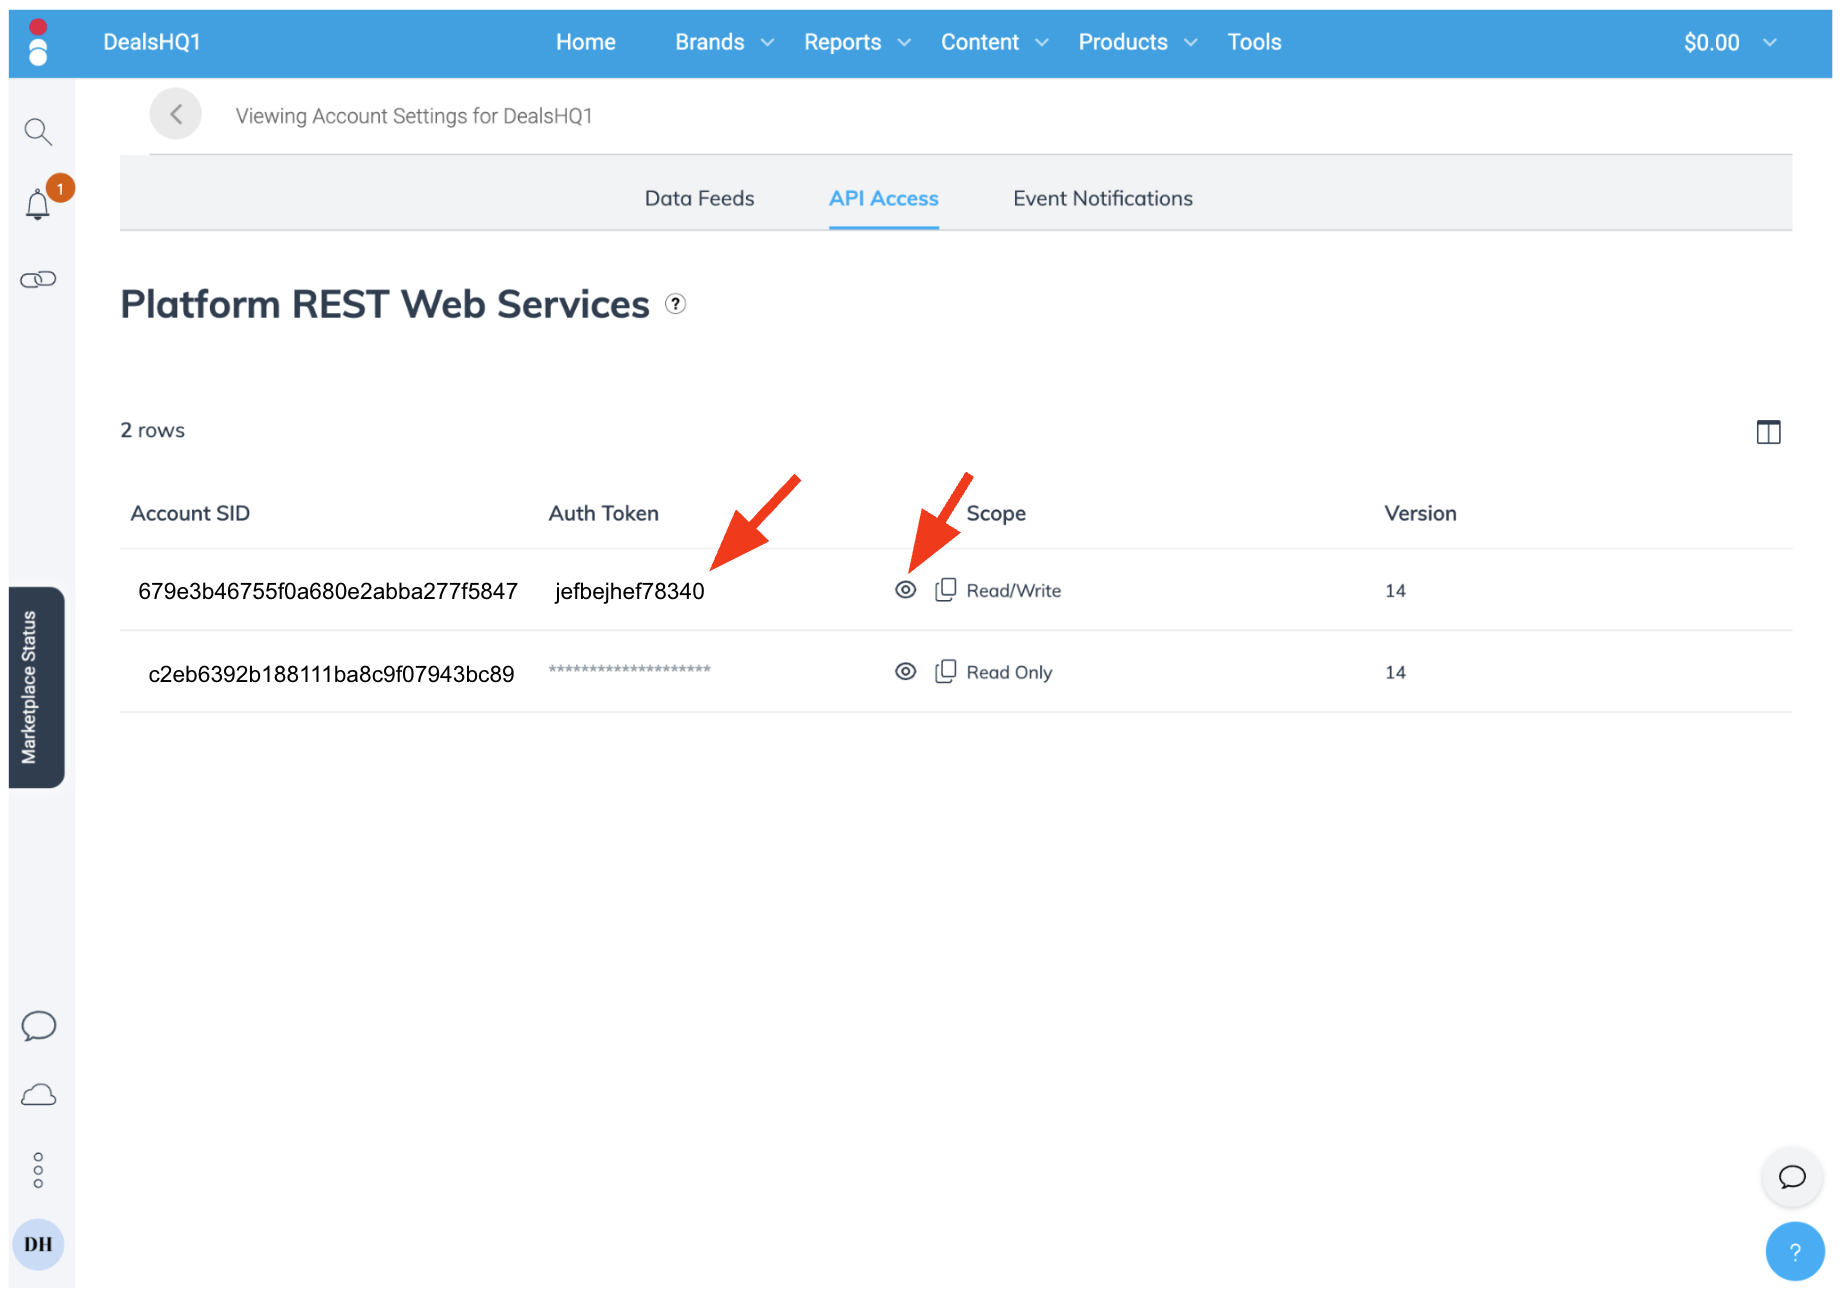 DealsHQ1 Home Brands Reports Content Products Tools $0.00
Viewing Account Settings for DealsHQ1
1
Data Feeds API Access Event Notifications
Platform REST Web Services ?
2 rows
Account SID Auth Token Scope Version
679e3b46755f0a680e2abba277f5847 jefbejhef78340 Read/Write 14
c2eb6392b188111ba8c9f07943bc89 ******************** Read Only 14
Marketplace Status
DH
?